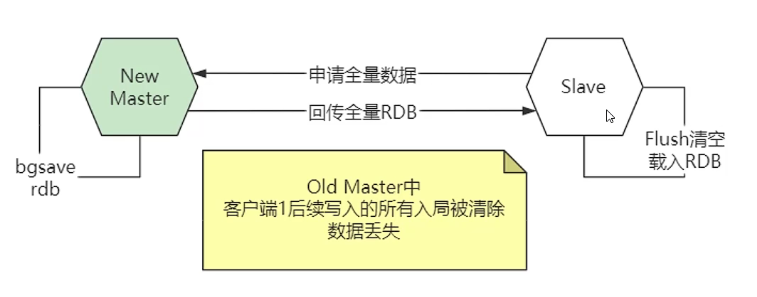 New
Master
申请全量数据
回传全量RDB
Slave
bgsave
rdb
Flush清空
载入RDB
Old Master中
客户端1后续写入的所有入局被清除
数据丢失